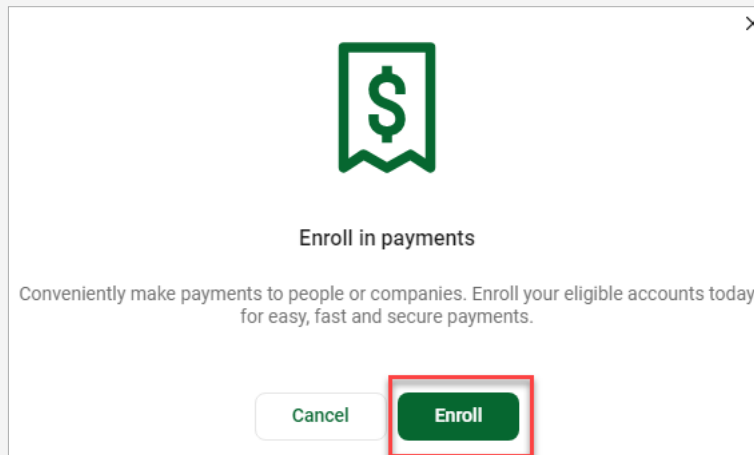 $
Enroll in payments
Conveniently make payments to people or companies. Enroll your eligible accounts today
for easy, fast and secure payments.
Cancel Enroll